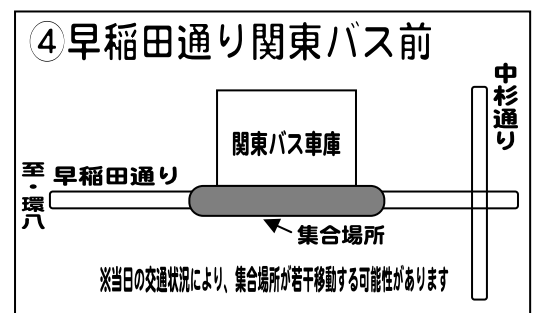 ④早稲田通り関東バス前
中杉通り
関東バス車庫
早稲田通り
至・環八
集合場所
※当日の交通状況により、集合場所が若干移動する可能性があります